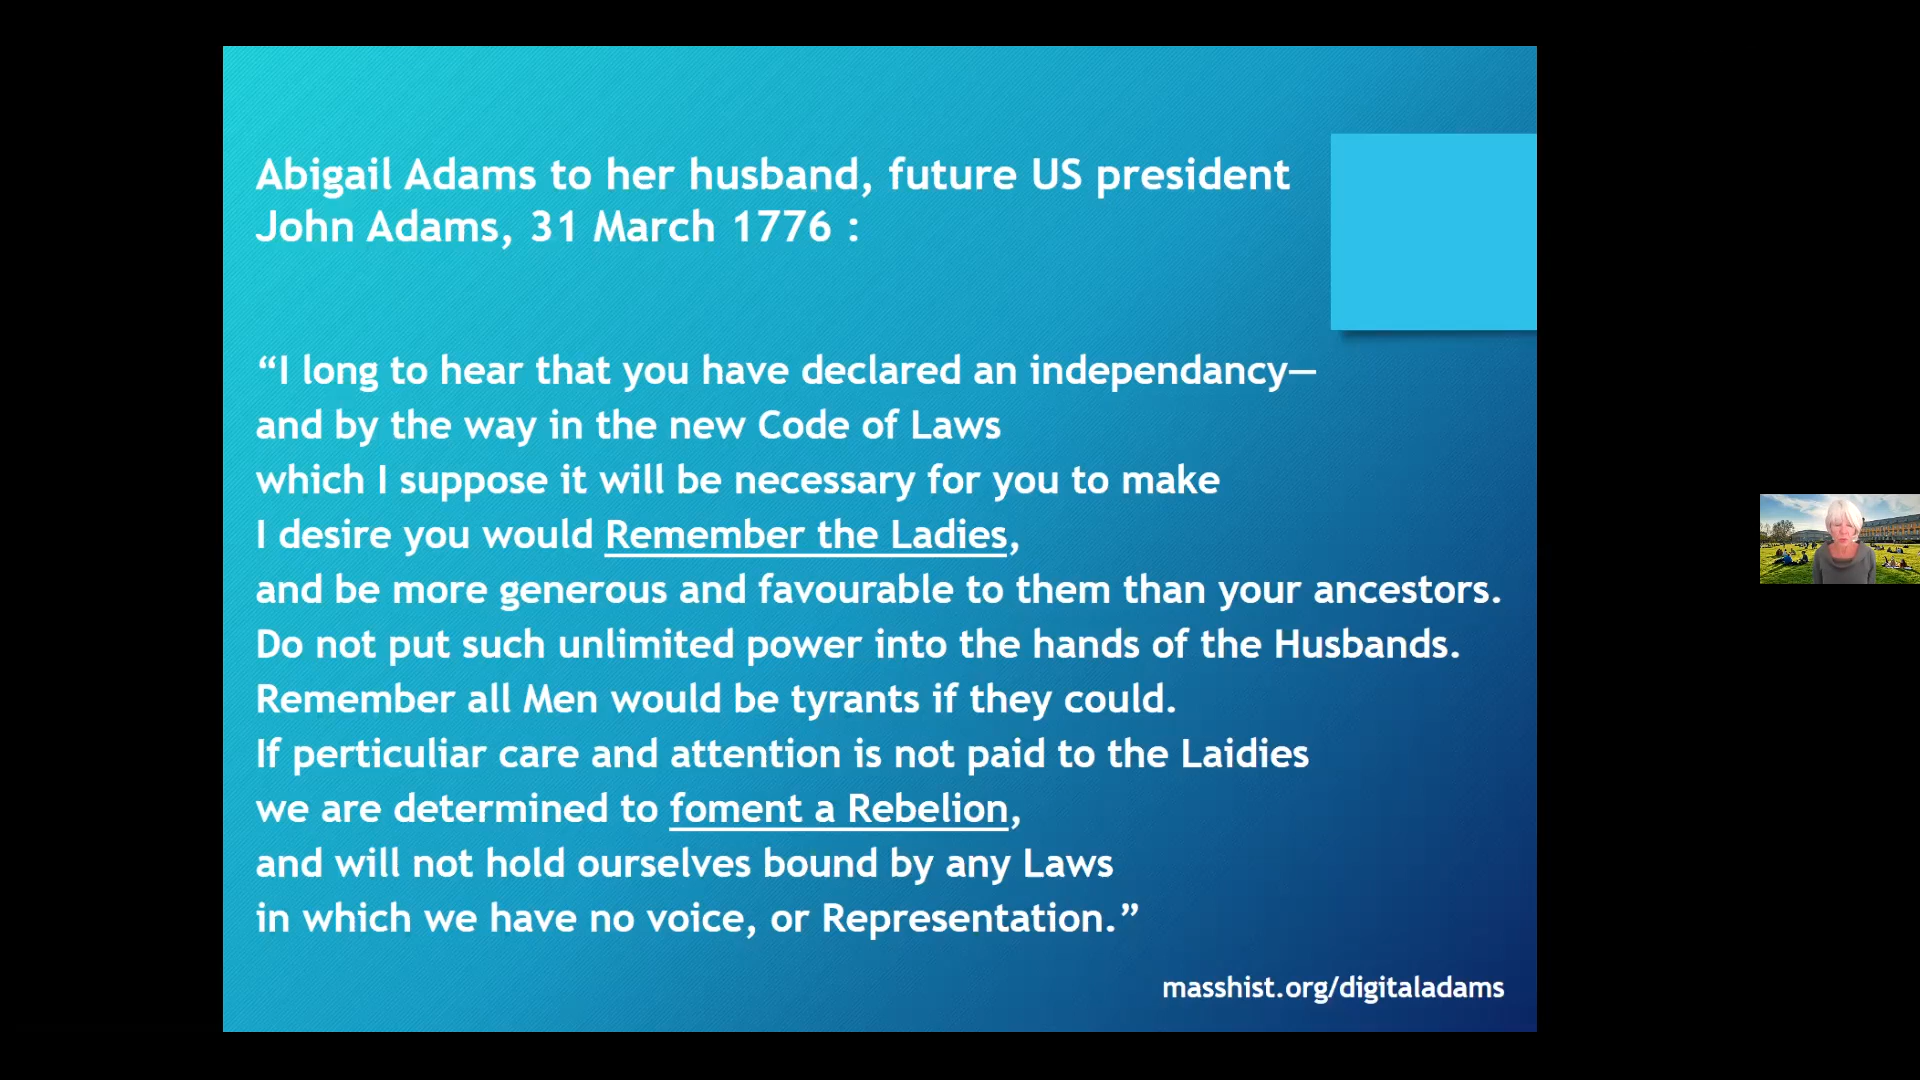 Abigail Adams to her husband, future US president
John Adams, 31 March 1776 :
“I long to hear that you have declared an independancy—
and by the way in the new Code of Laws
which I suppose it will be necessary for you to make
I desire you would Remember the Ladies,
and be more generous and favourable to them than your ancestors.
Do not put such unlimited power into the hands of the Husbands.
Remember all Men would be tyrants if they could.
If perticuliar care and attention is not paid to the Laidies
we are determined to foment a Rebelion,
and will not hold ourselves bound by any Laws
in which we have no voice, or Representation.”
masshist.org/digitaladams